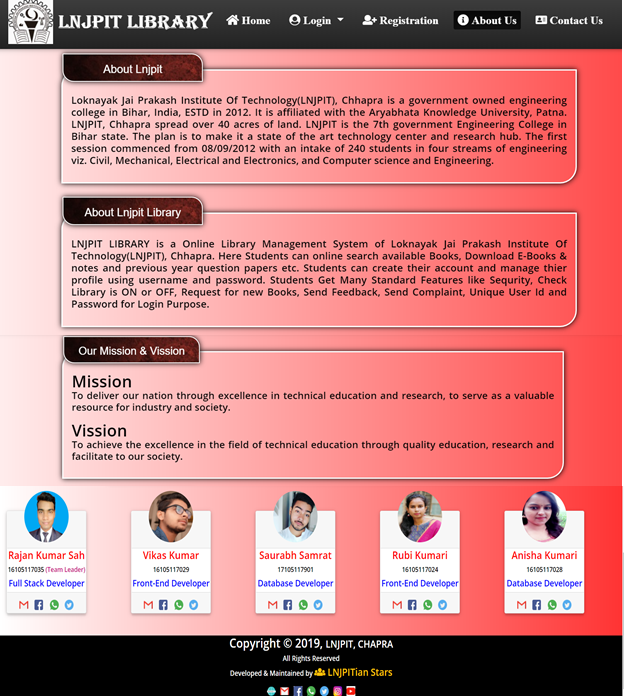 LNJPIT LIBRARY Home Login Registration About Us Contact Us
About Lnjpit
Loknayak Jai Prakash Institute Of Technology(LNJPIT), Chhapra is a government owned engineering
college in Bihar, India, ESTD in 2012. It is affiliated with the Aryabhata Knowledge University, Patna.
LNJPIT, Chhapra spread over 40 acres of land. LNJPIT is the 7th government Engineering College in
Bihar state. The plan is to make it a state of the art technology center and research hub. The first
session commenced from 08/09/2012 with an intake of 240 students in four streams of engineering
viz. Civil, Mechanical, Electrical and Electronics, and Computer science and Engineering.
About Lnjpit Library
LNJPIT LIBRARY is a Online Library Management System of Loknayak Jai Prakash Institute Of
Technology(LNJPIT), Chhapra. Here Students can online search available Books, Download E-Books &
notes and previous year question papers etc. Students can create their account and manage thier
profile using username and password. Students Get Many Standard Features like Sequrity, Check
Library is ON or OFF, Request for new Books, Send Feedback, Send Complaint, Unique User Id and
Password for Login Purpose.
Our Mission & Vission
Mission
To deliver our nation through excellence in technical education and research, to serve as a valuable
resource for industry and society.
Vission
To achieve the excellence in the field of technical education through quality education, research and
facilitate to our society.
Rajan Kumar Sah Vikas Kumar Saurabh Samrat Rubi Kumari Anisha Kumari
16105117035 (Team Leader) 16105117029 17105117901 16105117024 16105117028
Full Stack Developer Front-End Developer Database Developer Front-End Developer Database Developer
Copyright © 2019, LNJPIT, CHAPRA
All Rights Reserved
Developed & Maintained by LNJPITian Stars